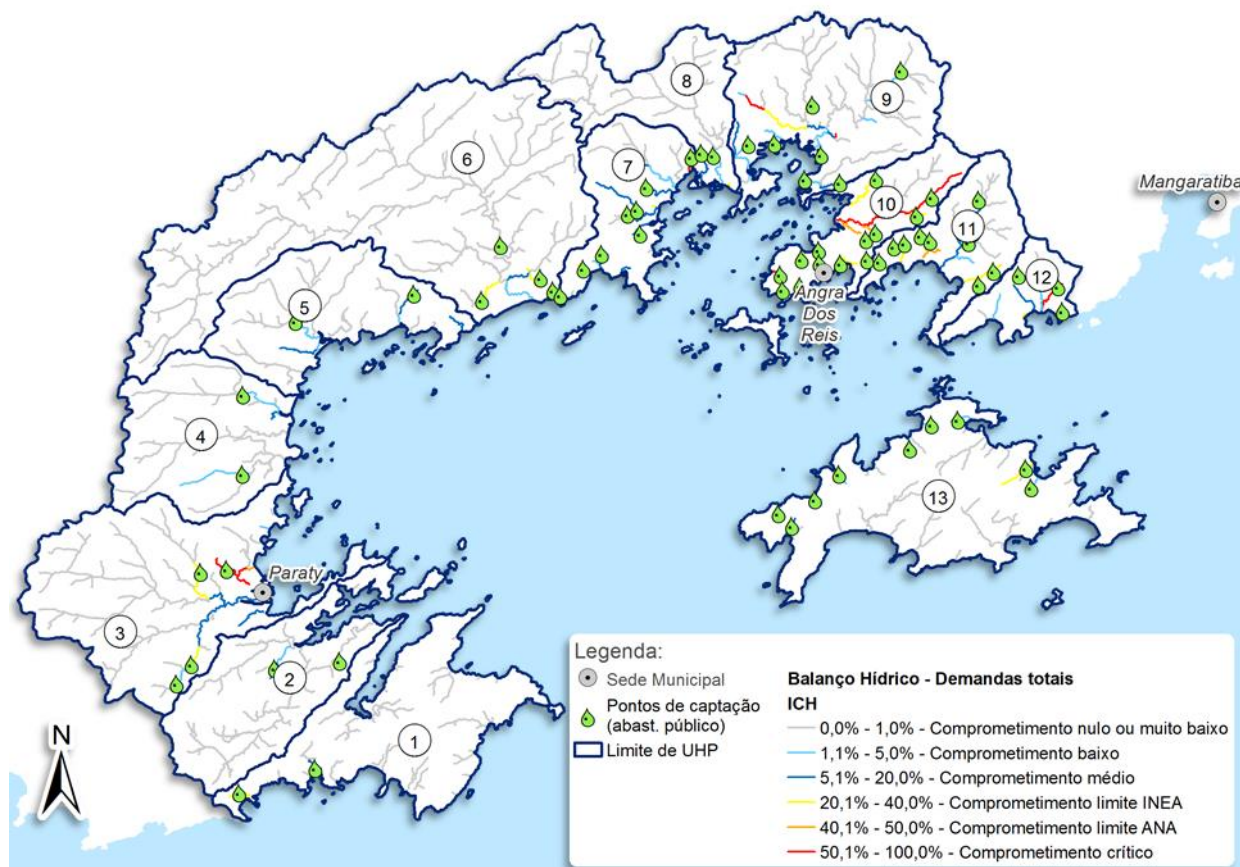 8
9
6
7
Mangaratiba
10
11
12
5
Angra
Dos
Reis
4
13
Paraty
3
2
1
N
Legenda:
Sede Municipal
Pontos de captação
(abast. público)
Limite de UHP
Balanço Hídrico - Demandas totais
ICH
0,0% - 1,0% - Comprometimento nulo ou muito baixo
1,1% - 5,0% - Comprometimento baixo
5,1% - 20,0% - Comprometimento médio
20,1% - 40,0% - Comprometimento limite INEA
40,1% - 50,0% - Comprometimento limite ANA
50,1% - 100,0% - Comprometimento crítico